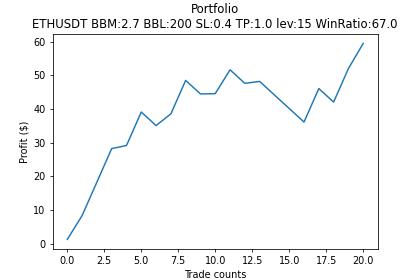 Portfolio
ETHUSDT BBM:2.7 BBL:200 SL:0.4 TP:1.0 lev:15 WinRatio:67.0
60
50
40
30
20
10
0
Profit ($)
0.0 2.5 5.0 7.5 10.0 12.5 15.0 17.5 20.0
Trade counts